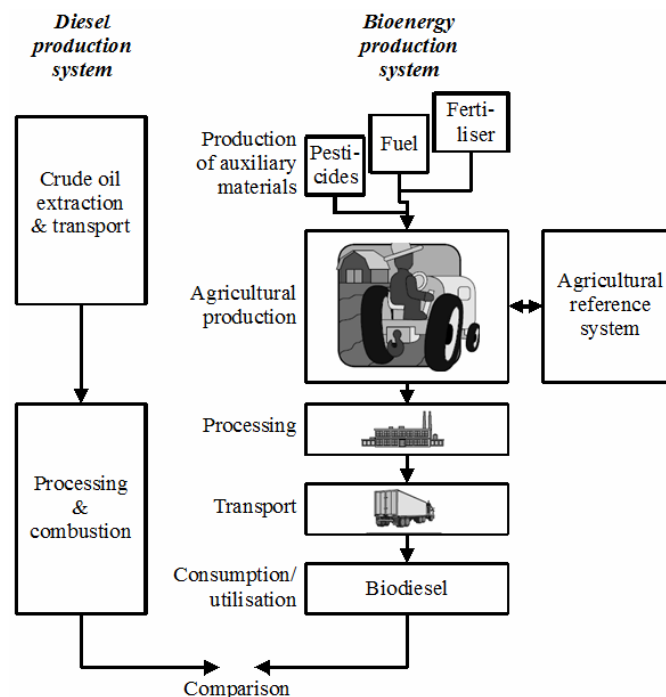 Diesel
production
system
Bioenergy
production
system
Crude oil
extraction
& transport
Processing
&
combustion
Production
of auxiliary
materials
Pesti-
cides
Fuel
Ferti-
liser
Agricultural
production
Agricultural
reference
system
Processing
Transport
Consumption/
utilisation
Biodiesel
Comparison